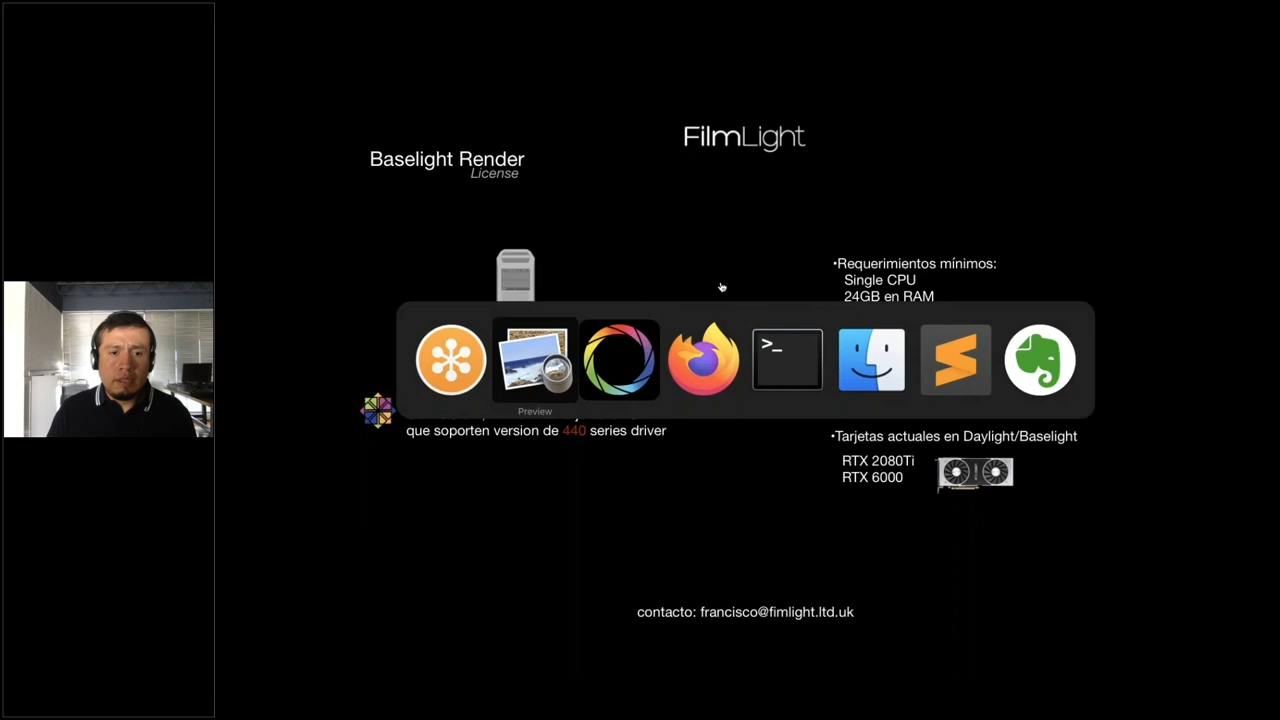 FilmLight
Baselight Render
License
•Requerimientos mínimos:
Single CPU
24GB en RAM
>_
Preview
que soporten version de 440 series driver
•Tarjetas actuales en Daylight/Baselight
RTX 2080Ti
RTX 6000
contacto: francisco@fimlight.ltd.uk